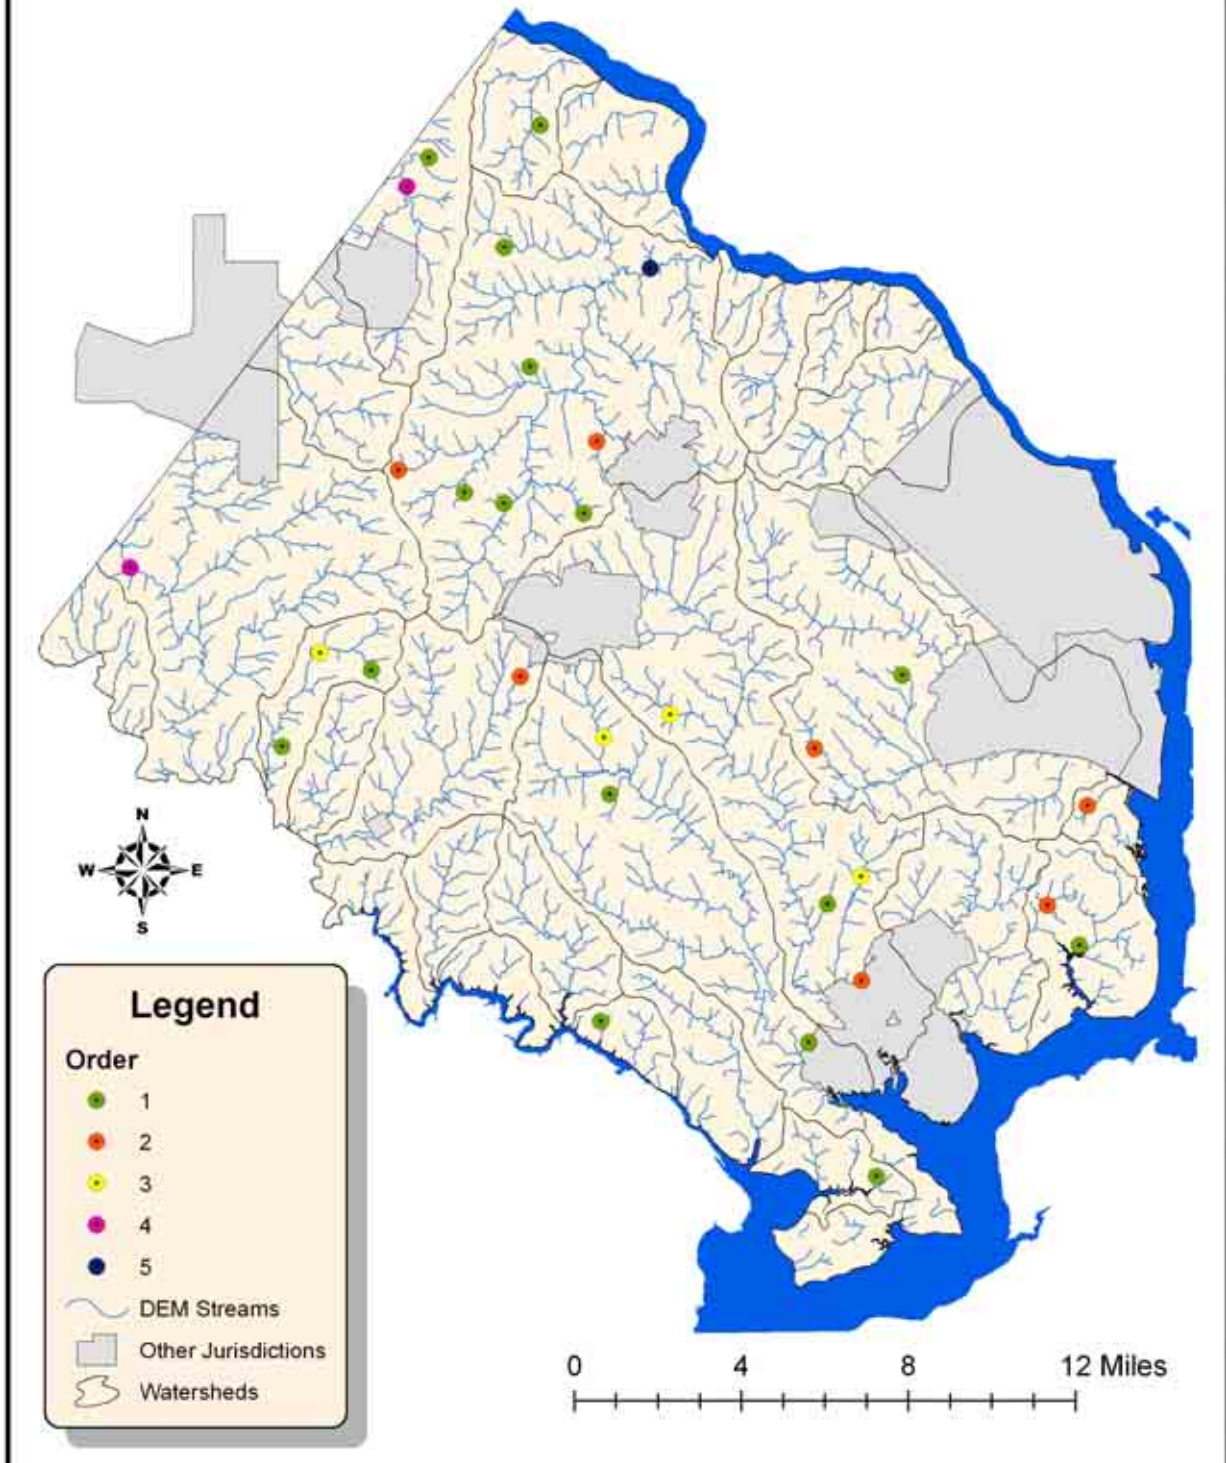 N
W E
S
Legend
Order
1
2
3
4
5
DEM Streams
Other Jurisdictions
Watersheds
0 4 8 12 Miles